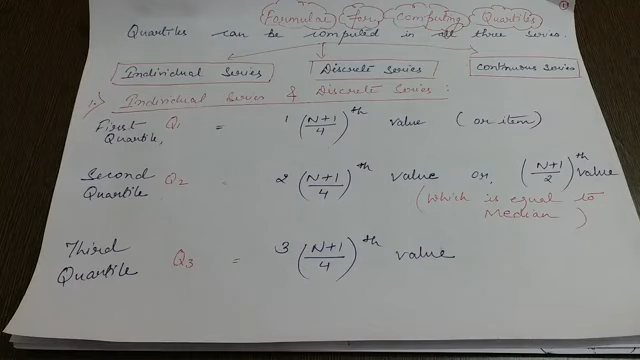 Formulae For Computing Quartiles
①
Quartiles can be computed in all three series.
Individual Series Discrete Series Continuous Series
1. Individual Series & Discrete Series :
First Quartile, Q1 = 1 (N+1/4)^th value (or item)
Second Quartile Q2 = 2 (N+1/4)^th value or (N+1/2)^th value
(Which is equal to Median)
Third Quartile Q3 = 3 (N+1/4)^th value